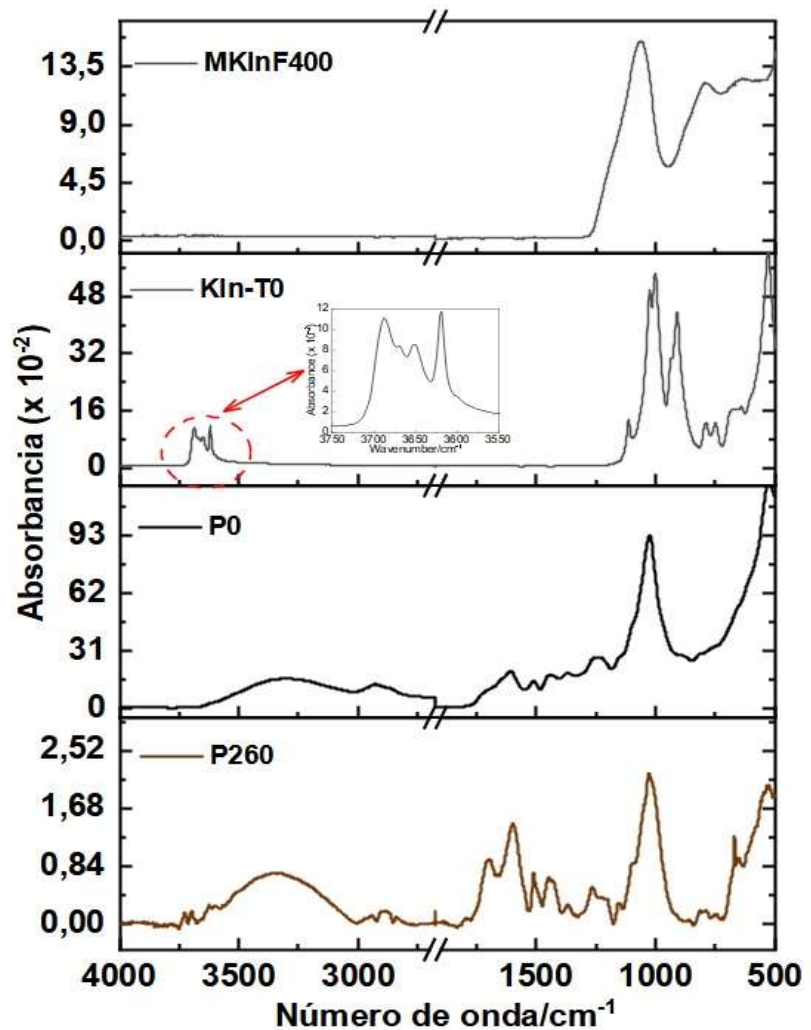 MKInF400
13,5
9,0
4,5
0,0
KIn-T0
48
32
16
0
12
10
8
6
4
2
0
Absorbance (x 10⁻²)
3750 3700 3650 3600 3550
Wavenumber/cm⁻¹
P0
93
62
31
0
P260
2,52
1,68
0,84
0,00
Absorbancia (x 10⁻²)
4000 3500 3000 1500 1000 500
Número de onda/cm⁻¹